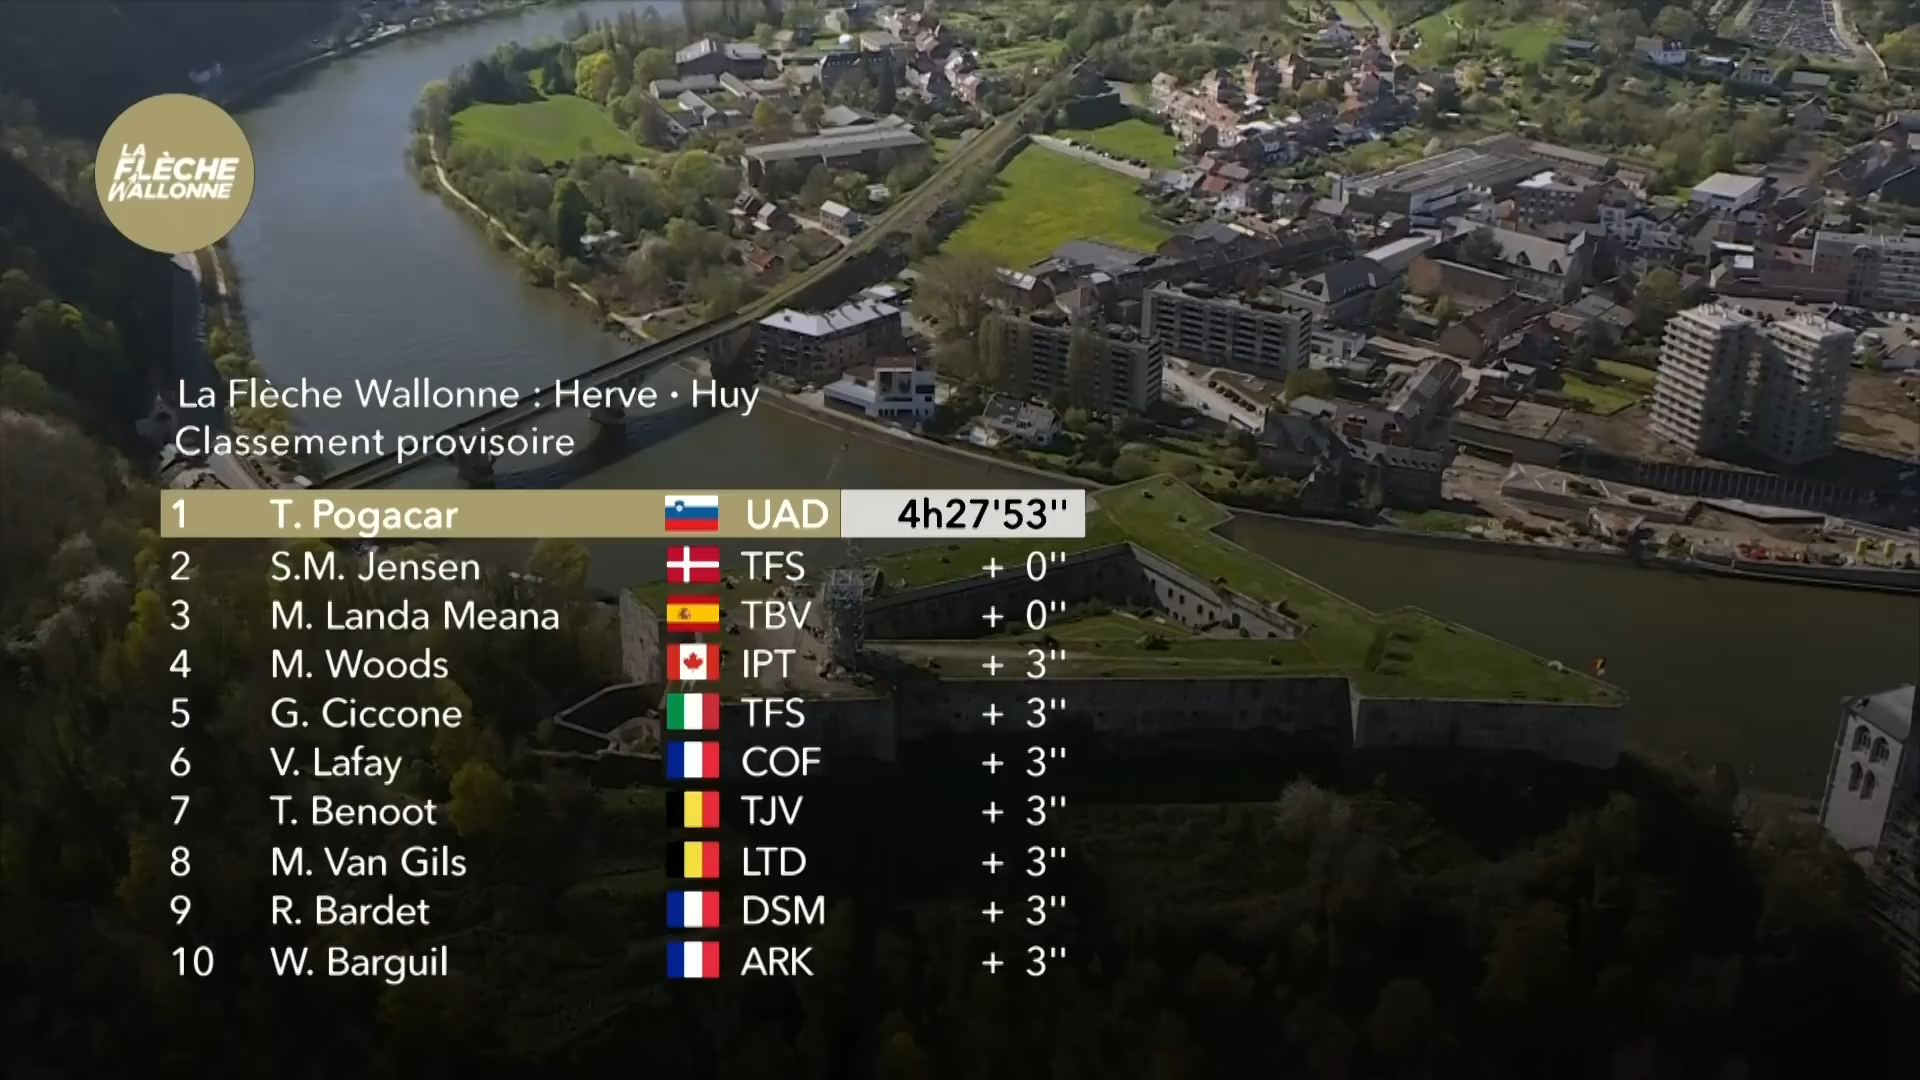 LA
FLÈCHE
WALLONNE
La Flèche Wallonne : Herve · Huy
Classement provisoire
1 T. Pogacar UAD 4h27'53''
2 S.M. Jensen TFS + 0''
3 M. Landa Meana TBV + 0''
4 M. Woods IPT + 3''
5 G. Ciccone TFS + 3''
6 V. Lafay COF + 3''
7 T. Benoot TJV + 3''
8 M. Van Gils LTD + 3''
9 R. Bardet DSM + 3''
10 W. Barguil ARK + 3''